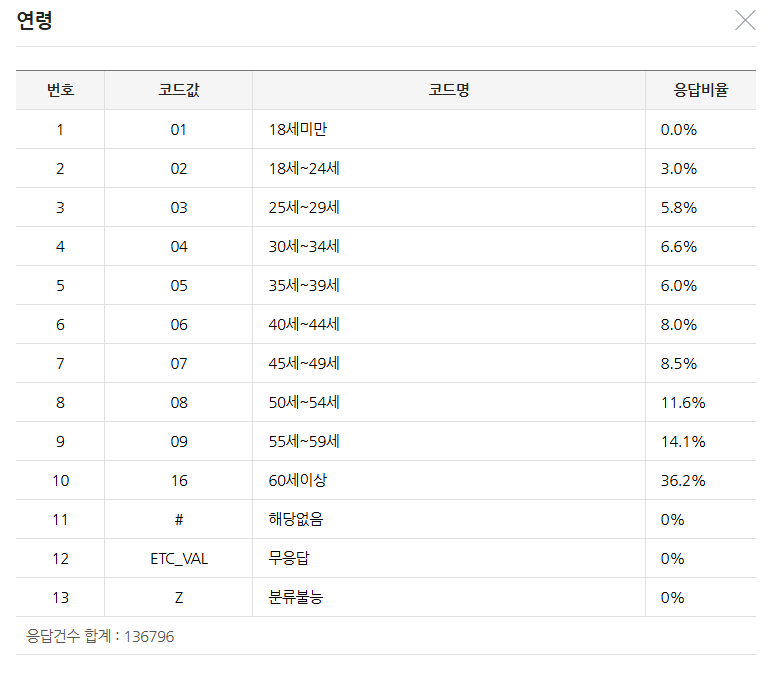 연령
번호 코드값 코드명 응답비율
1 01 18세미만 0.0%
2 02 18세~24세 3.0%
3 03 25세~29세 5.8%
4 04 30세~34세 6.6%
5 05 35세~39세 6.0%
6 06 40세~44세 8.0%
7 07 45세~49세 8.5%
8 08 50세~54세 11.6%
9 09 55세~59세 14.1%
10 16 60세이상 36.2%
11 # 해당없음 0%
12 ETC_VAL 무응답 0%
13 Z 분류불능 0%
응답건수 합계 : 136796